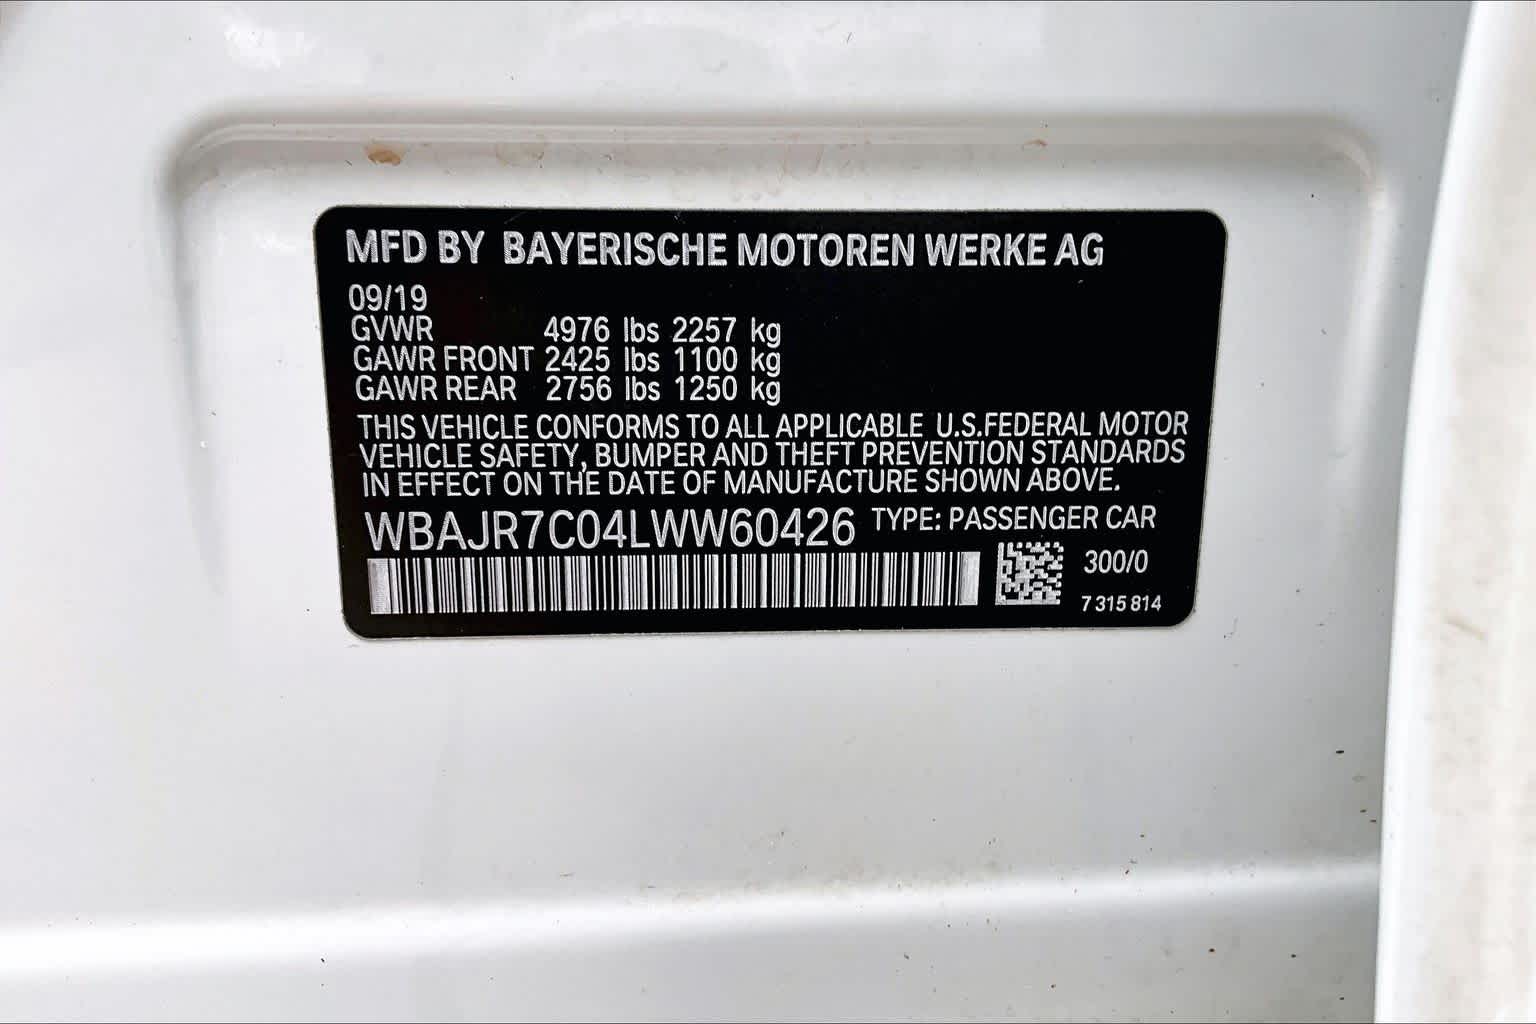 MFD BY BAYERISCHE MOTOREN WERKE AG
09/19
GVWR 4976 lbs 2257 kg
GAWR FRONT 2425 lbs 1100 kg
GAWR REAR 2756 lbs 1250 kg
THIS VEHICLE CONFORMS TO ALL APPLICABLE U.S.FEDERAL MOTOR
VEHICLE SAFETY, BUMPER AND THEFT PREVENTION STANDARDS
IN EFFECT ON THE DATE OF MANUFACTURE SHOWN ABOVE.
WBAJR7C04LWW60426 TYPE: PASSENGER CAR
300/0
7 315 814